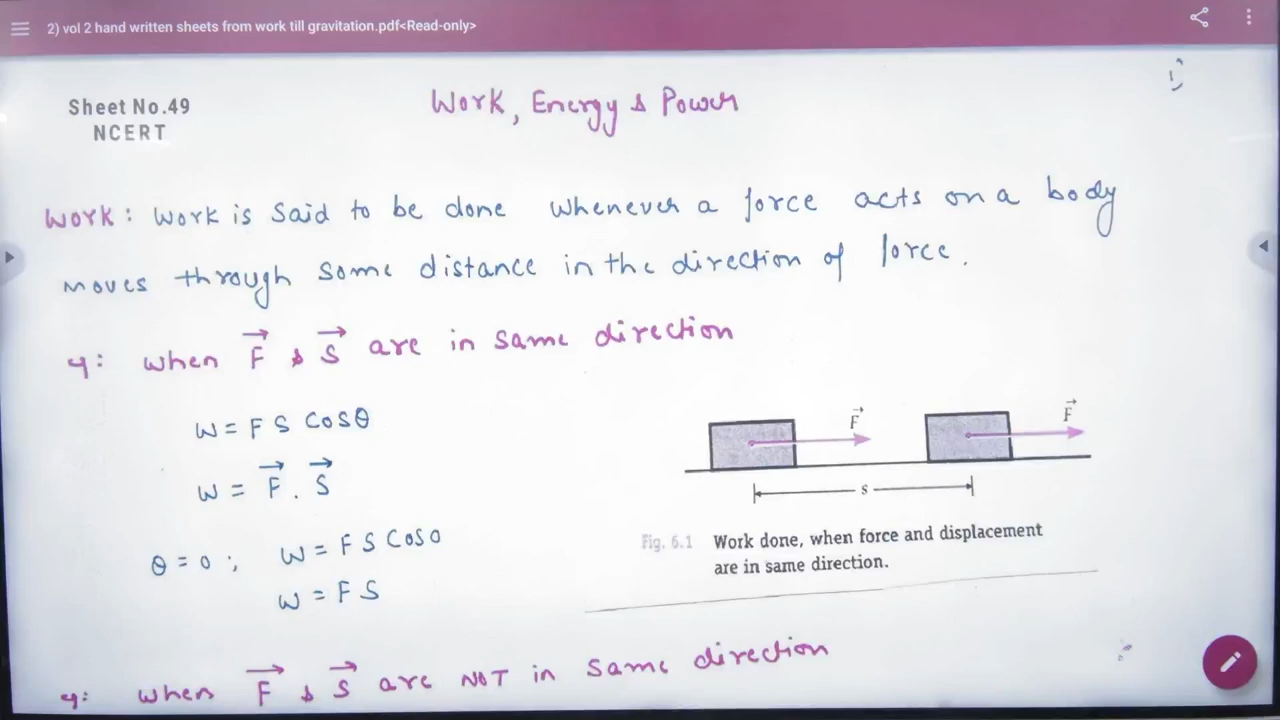 2) vol 2 hand written sheets from work till gravitation.pdf<Read-only>
Sheet No.49
NCERT
Work, Energy & Power
Work: Work is said to be done whenever a force acts on a body
moves through some distance in the direction of force.
when F & S are in same direction
W = F S Cosθ
W = F . S
θ = 0 ; W = F S Cos0
W = F S
F F
s
Fig. 6.1 Work done, when force and displacement
are in same direction.
when F & S are NOT in same direction